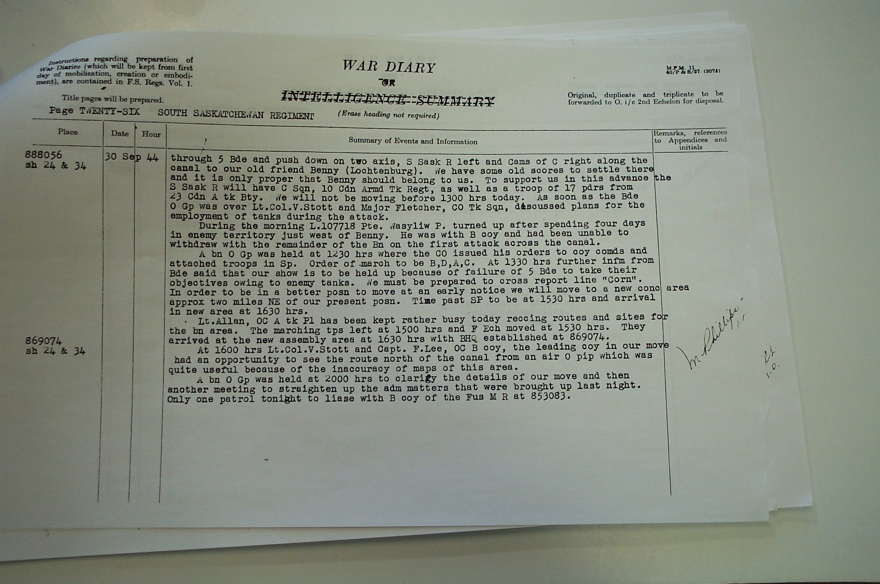 Instructions regarding preparation of
War Diaries (which will be kept from first
day of mobilization, creation or embodi-
ment), are contained in F.S. Regs. Vol. 1.
Title pages will be prepared.
WAR DIARY
OR
INTELLIGENCE SUMMARY
(Erase heading not required)
M.F.M. 11
Original, duplicate and triplicate to be
forwarded to O. i/c 2nd Echelon for disposal.
Page TWENTY-SIX SOUTH SASKATCHEWAN REGIMENT
Place Date Hour Summary of Events and Information Remarks, references
to Appendices and
initials
888056 30 Sep 44 through 5 Bde and push down on two axis, S Sask R left and Cams of C right along the
sh 24 & 34 canal to our old friend Benny (Lochtenburg). We have some old scores to settle there
and it is only proper that Benny should belong to us. To support us in this advance the
S Sask R will have C Sqn, 10 Cdn Armd Tk Regt, as well as a troop of 17 pdrs from
23 Cdn A tk Bty. We will not be moving before 1300 hrs today. As soon as the Bde
O Gp was over Lt.Col.V.Stott and Major Fletcher, CO Tk Sqn, discussed plans for the
employment of tanks during the attack.
During the morning L.107718 Pte. Wasyliw P. turned up after spending four days
in enemy territory just west of Benny. He was with B coy and had been unable to
withdraw with the remainder of the Bn on the first attack across the canal.
A bn O Gp was held at 1230 hrs where the CO issued his orders to coy comds and
attached troops in Sp. Order of march to be B,D,A,C. At 1330 hrs further infm from
Bde said that our show is to be held up because of failure of 5 Bde to take their
objectives owing to enemy tanks. We must be prepared to cross report line "Corn".
In order to be in a better posn to move at an early notice we will move to a new conc area
approx two miles NE of our present posn. Time past SP to be at 1530 hrs and arrival
in new area at 1630 hrs.
Lt.Allen, OC A tk Pl has been kept rather busy today reccing routes and sites for
the bn area. The marching tps left at 1500 hrs and F Ech moved at 1530 hrs. They
869074 arrived at the new assembly area at 1630 hrs with BHQ established at 869074.
sh 24 & 34 At 1600 hrs Lt.Col.V.Stott and Capt. F.Lee, OC B coy, the leading coy in our move
had an opportunity to see the route north of the canal from an air O pip which was
quite useful because of the inaccuracy of maps of this area.
A bn O Gp was held at 2000 hrs to clarify the details of our move and then
another meeting to straighten up the adm matters that were brought up last night.
Only one patrol tonight to liase with B coy of the Fus M R at 853083.